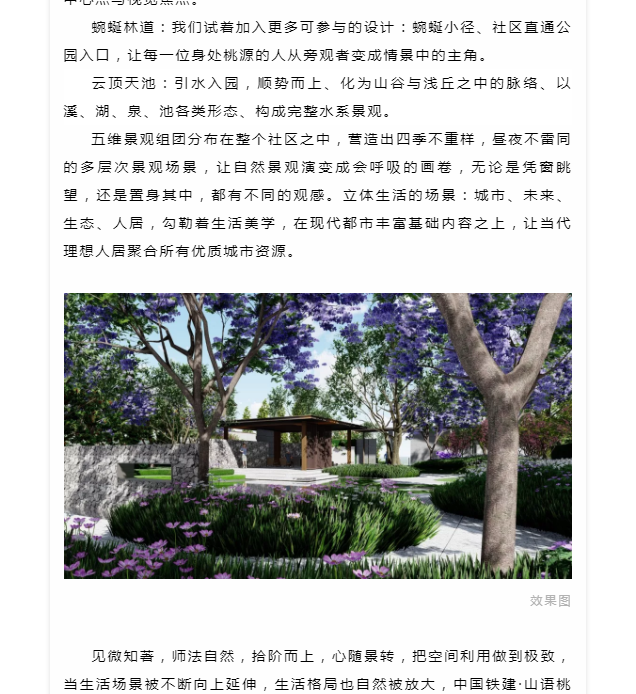 中心点与视觉焦点。
蜿蜒林道：我们试着加入更多可参与的设计：蜿蜒小径、社区直通公
园入口，让每一位身处桃源的人从旁观者变成情景中的主角。
云顶天池：引水入园，顺势而上、化为山谷与浅丘之中的脉络、以
溪、湖、泉、池各类形态、构成完整水系景观。
五维景观组团分布在整个社区之中，营造出四季不重样，昼夜不雷同
的多层次景观场景，让自然景观演变成会呼吸的画卷，无论是凭窗眺
望，还是置身其中，都有不同的观感。立体生活的场景：城市、未来、
生态、人居，勾勒着生活美学，在现代都市丰富基础内容之上，让当代
理想人居聚合所有优质城市资源。
效果图
见微知著，师法自然，拾阶而上，心随景转，把空间利用做到极致，
当生活场景被不断向上延伸，生活格局也自然被放大，中国铁建·山语桃